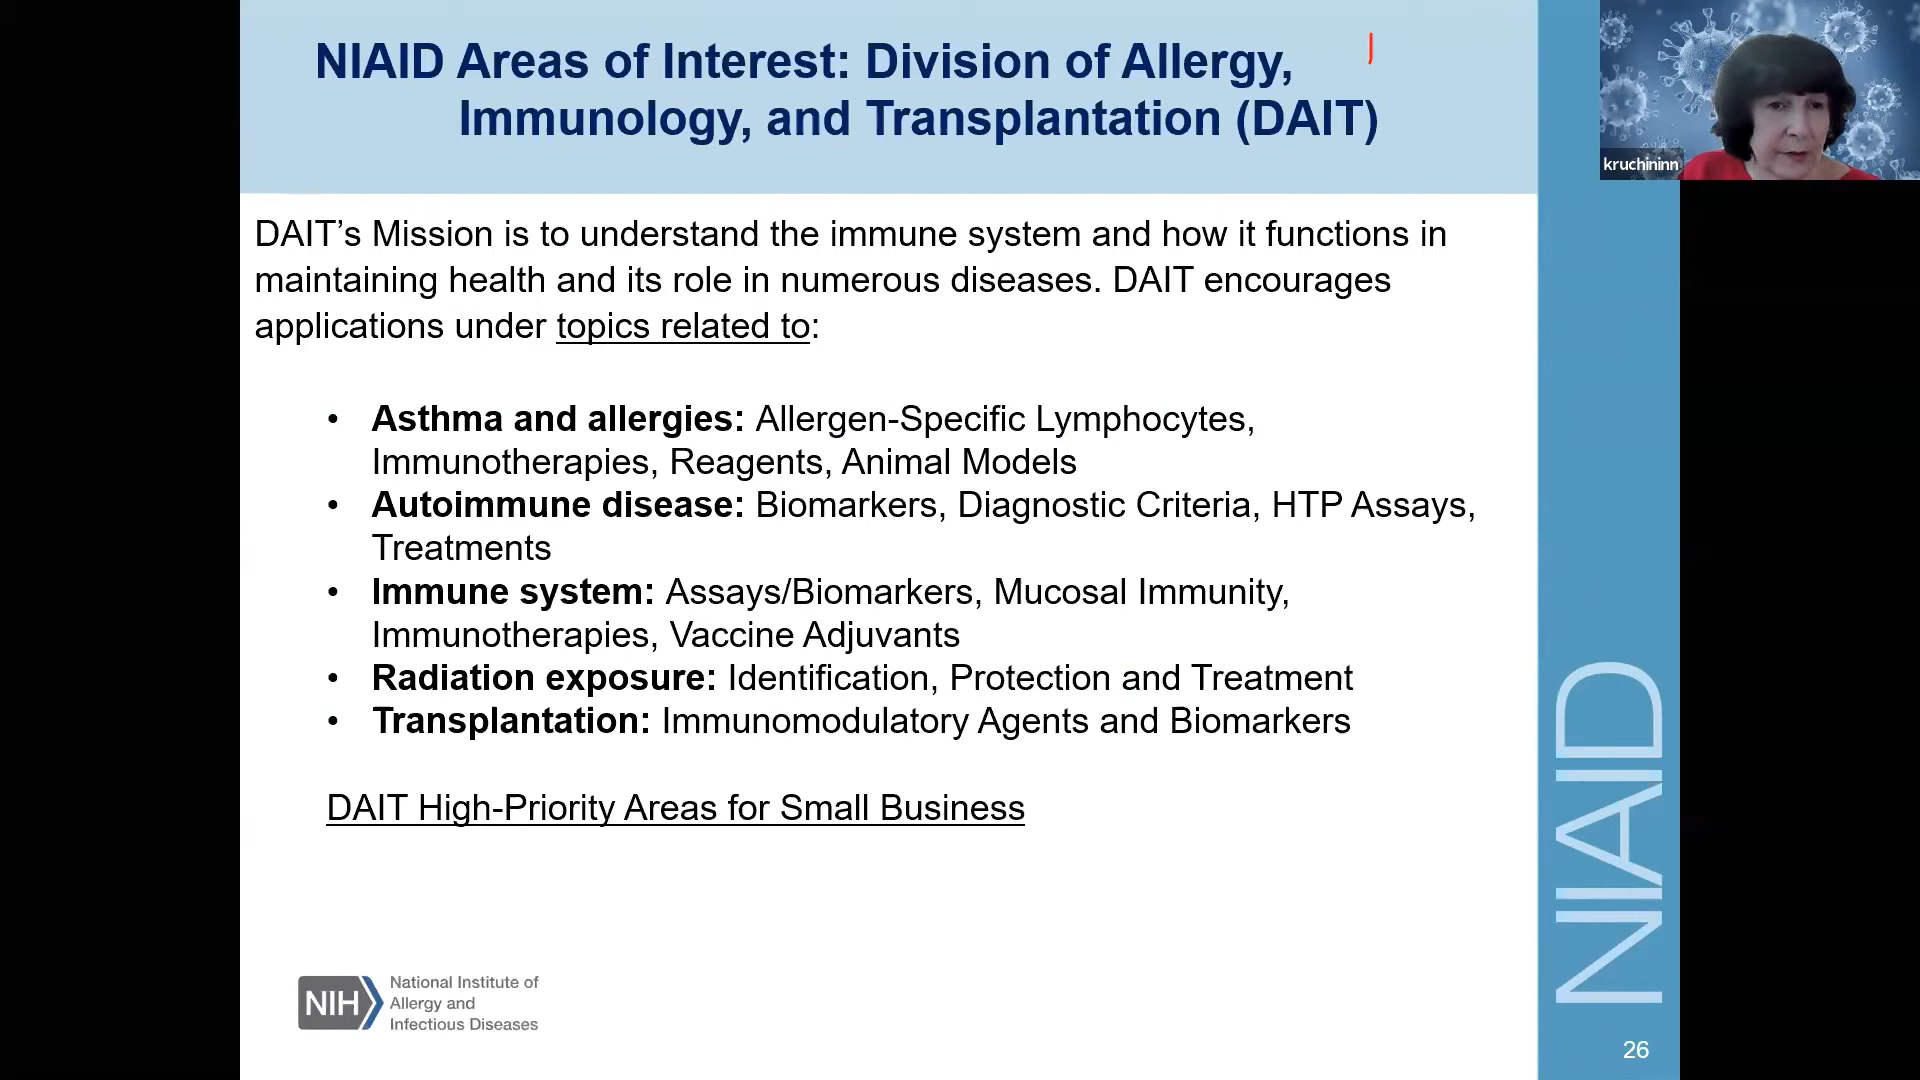 NIAID Areas of Interest: Division of Allergy,
Immunology, and Transplantation (DAIT)
kruchininn
DAIT’s Mission is to understand the immune system and how it functions in
maintaining health and its role in numerous diseases. DAIT encourages
applications under topics related to:
• Asthma and allergies: Allergen-Specific Lymphocytes,
Immunotherapies, Reagents, Animal Models
• Autoimmune disease: Biomarkers, Diagnostic Criteria, HTP Assays,
Treatments
• Immune system: Assays/Biomarkers, Mucosal Immunity,
Immunotherapies, Vaccine Adjuvants
• Radiation exposure: Identification, Protection and Treatment
• Transplantation: Immunomodulatory Agents and Biomarkers
DAIT High-Priority Areas for Small Business
NIAID
NIH
National Institute of
Allergy and
Infectious Diseases
26